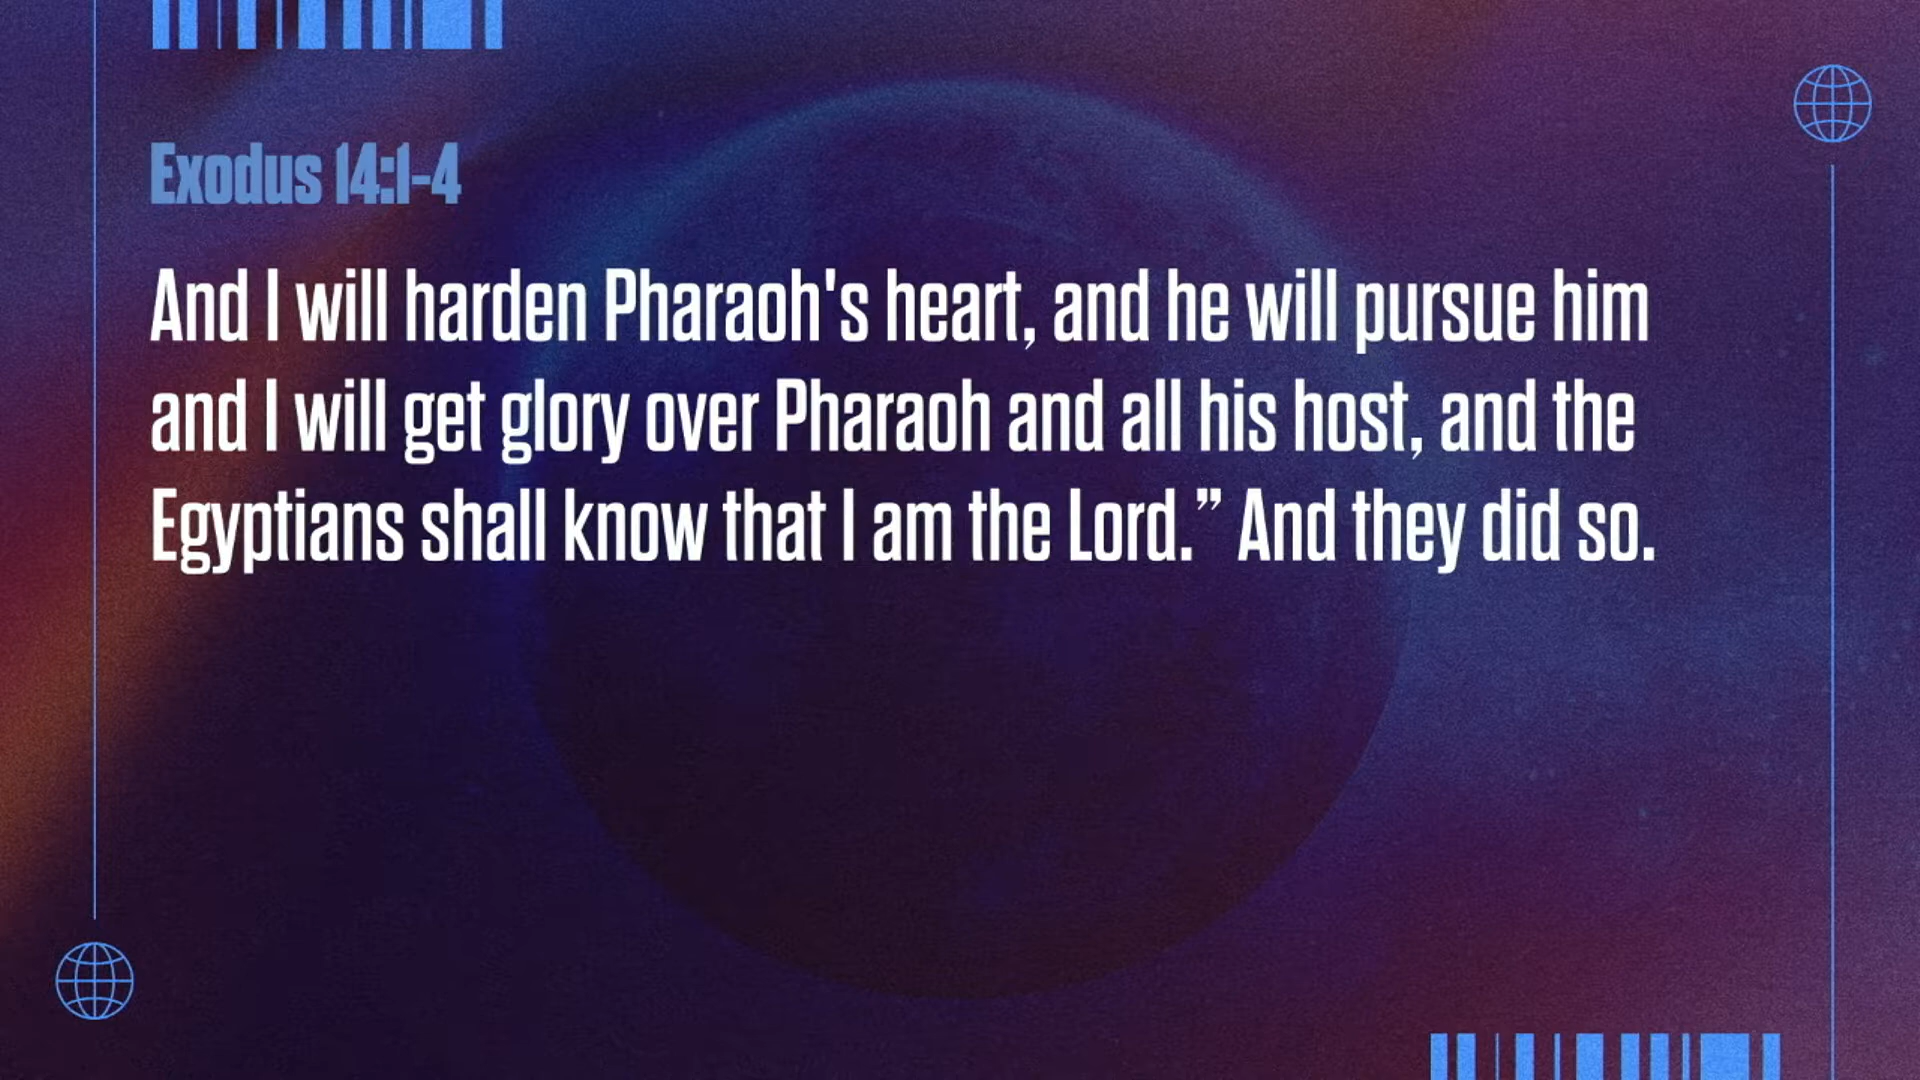 Exodus 14:1-4
And I will harden Pharaoh's heart, and he will pursue him
and I will get glory over Pharaoh and all his host, and the
Egyptians shall know that I am the Lord.” And they did so.